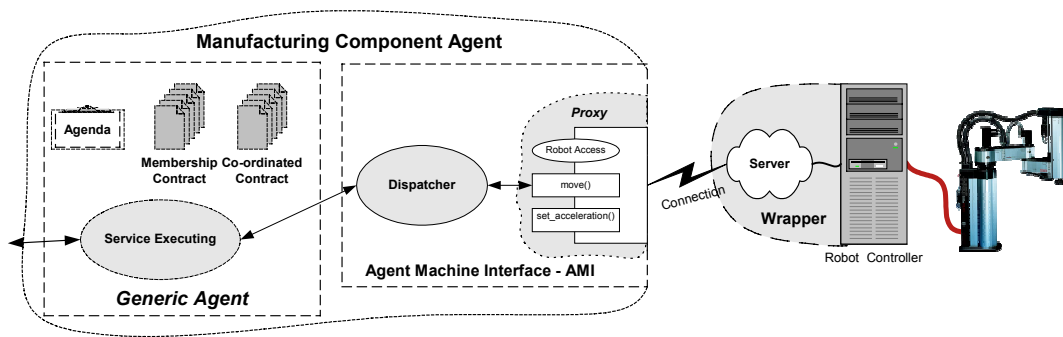 Manufacturing Component Agent
Agenda
Membership
Contract
Co-ordinated
Contract
Service Executing
Generic Agent
Dispatcher
Proxy
Robot Access
move()
set_acceleration()
Agent Machine Interface - AMI
Connection
Server
Wrapper
Robot Controller